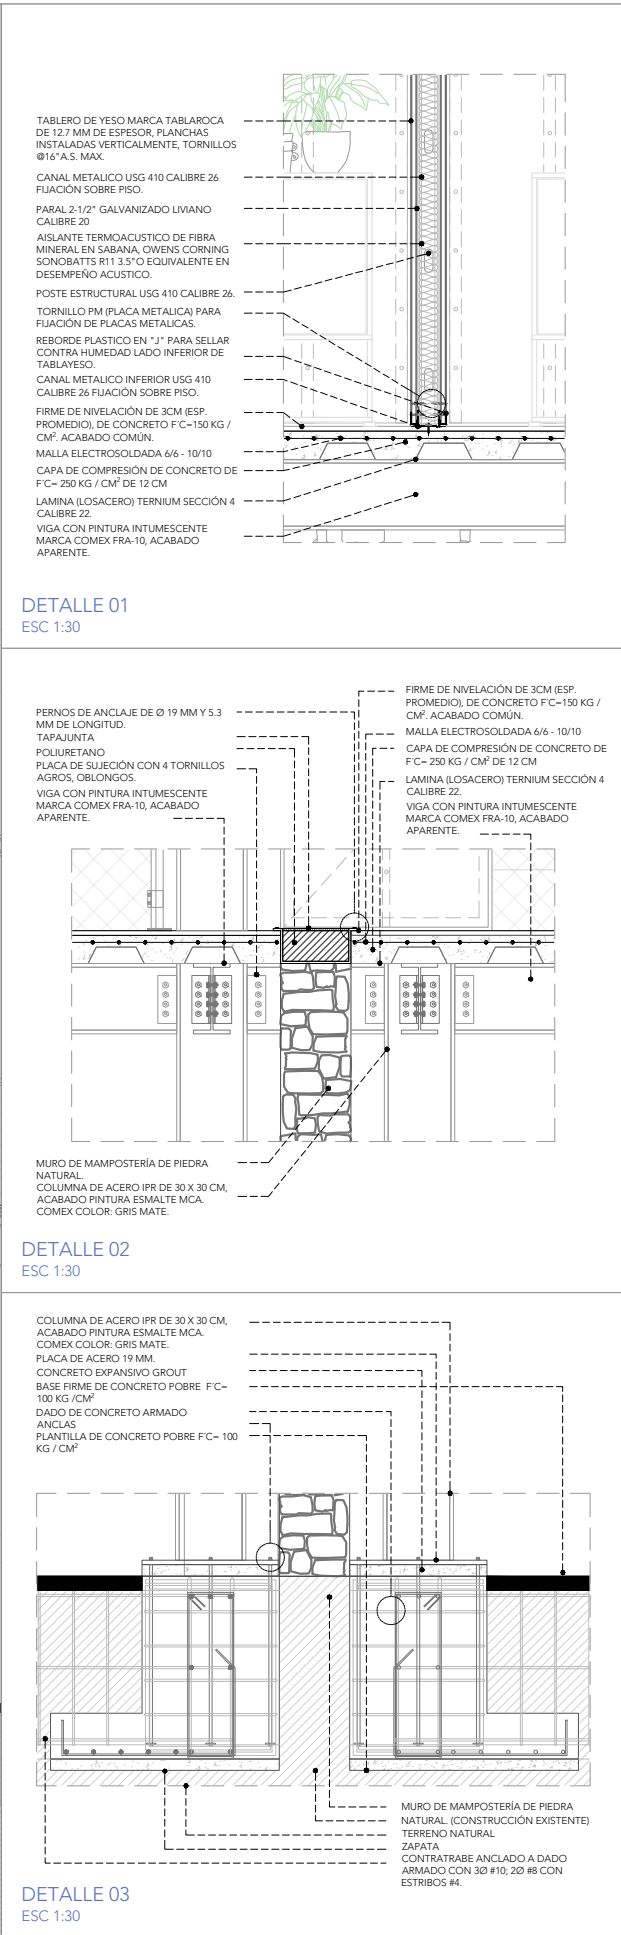 TABLERO DE YESO MARCA TABLAROCA
DE 12.7 MM DE ESPESOR, PLANCHAS
INSTALADAS VERTICALMENTE, TORNILLOS
@16"A.S. MAX.
CANAL METALICO USG 410 CALIBRE 26
FIJACIÓN SOBRE PISO.
PARAL 2-1/2" GALVANIZADO LIVIANO
CALIBRE 20
AISLANTE TERMOACUSTICO DE FIBRA
MINERAL EN SABANA, OWENS CORNING
SONOBATTS R11 3.5"O EQUIVALENTE EN
DESEMPEÑO ACUSTICO.
POSTE ESTRUCTURAL USG 410 CALIBRE 26.
TORNILLO PM (PLACA METALICA) PARA
FIJACIÓN DE PLACAS METALICAS.
REBORDE PLASTICO EN "J" PARA SELLAR
CONTRA HUMEDAD LADO INFERIOR DE
TABLAYESO.
CANAL METALICO INFERIOR USG 410
CALIBRE 26 FIJACIÓN SOBRE PISO.
FIRME DE NIVELACIÓN DE 3CM (ESP.
PROMEDIO), DE CONCRETO F´C=150 KG /
CM². ACABADO COMÚN.
MALLA ELECTROSOLDADA 6/6 - 10/10
CAPA DE COMPRESIÓN DE CONCRETO DE
F´C= 250 KG / CM² DE 12 CM
LAMINA (LOSACERO) TERNIUM SECCIÓN 4
CALIBRE 22.
VIGA CON PINTURA INTUMESCENTE
MARCA COMEX FRA-10, ACABADO
APARENTE.
DETALLE 01
ESC 1:30
PERNOS DE ANCLAJE DE Ø 19 MM Y 5.3
MM DE LONGITUD.
TAPAJUNTA
POLIURETANO
PLACA DE SUJECIÓN CON 4 TORNILLOS
AGROS, OBLONGOS.
VIGA CON PINTURA INTUMESCENTE
MARCA COMEX FRA-10, ACABADO
APARENTE.
FIRME DE NIVELACIÓN DE 3CM (ESP.
PROMEDIO), DE CONCRETO F´C=150 KG /
CM². ACABADO COMÚN.
MALLA ELECTROSOLDADA 6/6 - 10/10
CAPA DE COMPRESIÓN DE CONCRETO DE
F´C= 250 KG / CM² DE 12 CM
LAMINA (LOSACERO) TERNIUM SECCIÓN 4
CALIBRE 22.
VIGA CON PINTURA INTUMESCENTE
MARCA COMEX FRA-10, ACABADO
APARENTE.
MURO DE MAMPOSTERÍA DE PIEDRA
NATURAL.
COLUMNA DE ACERO IPR DE 30 X 30 CM,
ACABADO PINTURA ESMALTE MCA.
COMEX COLOR: GRIS MATE.
DETALLE 02
ESC 1:30
COLUMNA DE ACERO IPR DE 30 X 30 CM,
ACABADO PINTURA ESMALTE MCA.
COMEX COLOR: GRIS MATE.
PLACA DE ACERO 19 MM.
CONCRETO EXPANSIVO GROUT
BASE FIRME DE CONCRETO POBRE F´C=
100 KG /CM²
DADO DE CONCRETO ARMADO
ANCLAS
PLANTILLA DE CONCRETO POBRE F´C= 100
KG / CM²
MURO DE MAMPOSTERÍA DE PIEDRA
NATURAL. (CONSTRUCCIÓN EXISTENTE)
TERRENO NATURAL
ZAPATA
CONTRATRABE ANCLADO A DADO
ARMADO CON 3Ø #10; 2Ø #8 CON
ESTRIBOS #4.
DETALLE 03
ESC 1:30